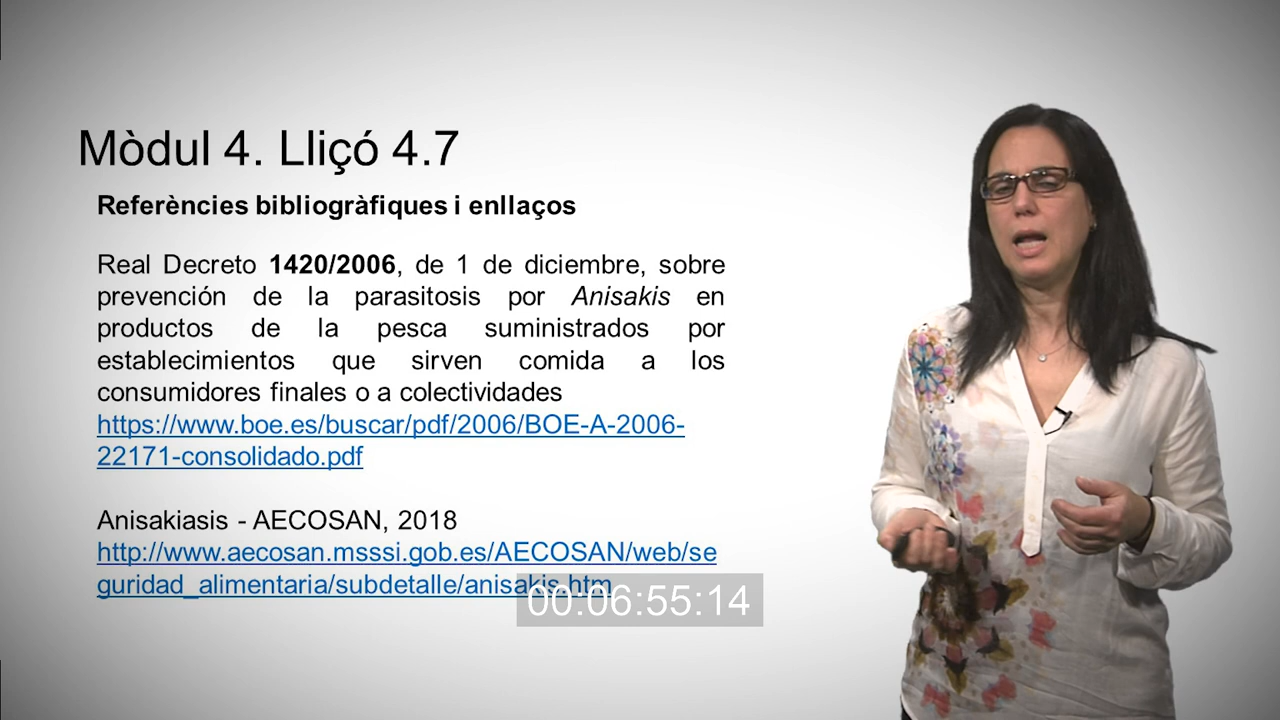 Mòdul 4. Lliçó 4.7
Referències bibliogràfiques i enllaços
Real Decreto 1420/2006, de 1 de diciembre, sobre
prevención de la parasitosis por Anisakis en
productos de la pesca suministrados por
establecimientos que sirven comida a los
consumidores finales o a colectividades
https://www.boe.es/buscar/pdf/2006/BOE-A-2006-
22171-consolidado.pdf
Anisakiasis - AECOSAN, 2018
http://www.aecosan.msssi.gob.es/AECOSAN/web/se
guridad_alimentaria/subdetalle/anisakis.htm
00:06:55:14